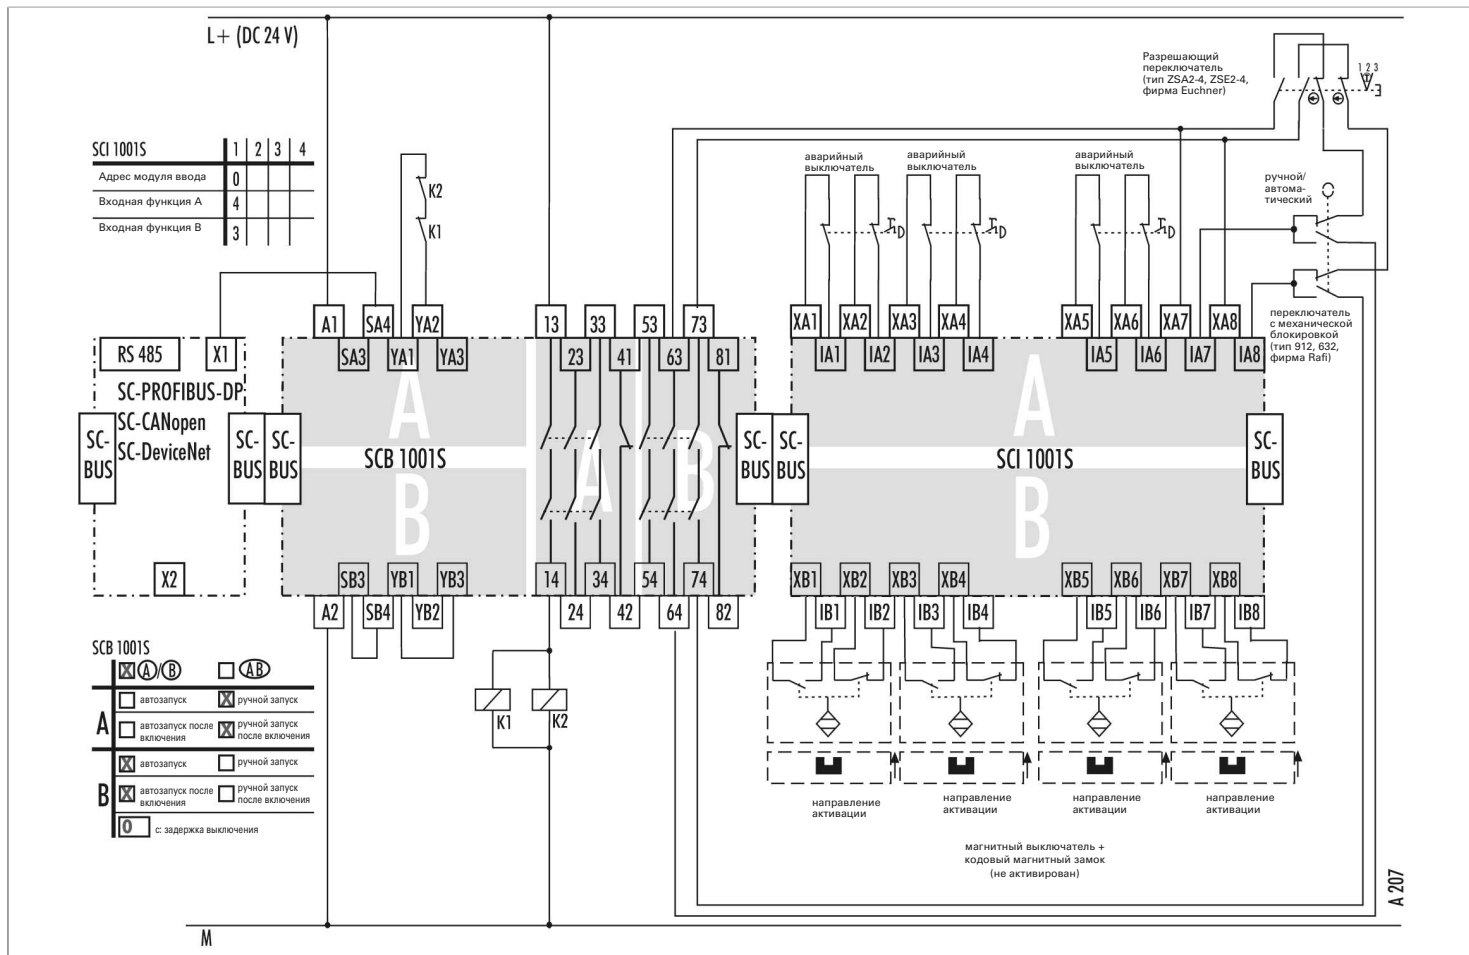 L+ (DC 24 V)
Разрешающий
переключатель
(тип ZSA2-4, ZSE2-4,
фирма Euchner)
1 2 3
SCI 1001S 1 2 3 4
Адрес модуля ввода 0
Входная функция A 4
Входная функция B 3
K2
K1
аварийный
выключатель
аварийный
выключатель
аварийный
выключатель
ручной/
автома-
тический
A1 SA4 YA2 13 33 53 73 XA1 XA2 XA3 XA4 XA5 XA6 XA7 XA8
переключатель
с механической
блокировкой
(тип 912, 632,
фирма Rafi)
RS 485 X1 SA3 YA1 YA3 23 41 63 81 IA1 IA2 IA3 IA4 IA5 IA6 IA7 IA8
SC-PROFIBUS-DP
SC-CANopen
SC-DeviceNet
SC-
BUS
SC-
BUS
SC-
BUS
A
SCB 1001S
B
A
B
SC-
BUS
SC-
BUS
A
SCI 1001S
B
SC-
BUS
X2 SB3 YB1 YB3 14 34 54 74 XB1 XB2 XB3 XB4 XB5 XB6 XB7 XB8
A2 SB4 YB2 24 42 64 82 IB1 IB2 IB3 IB4 IB5 IB6 IB7 IB8
SCB 1001S
X A/B AB
A
автозапуск X ручной запуск
автозапуск после
включения
X ручной запуск
после включения
B
X автозапуск ручной запуск
X автозапуск после
включения
ручной запуск
после включения
0 с: задержка выключения
K1 K2
направление
активации
направление
активации
направление
активации
направление
активации
магнитный выключатель +
кодовый магнитный замок
(не активирован)
A 207
M